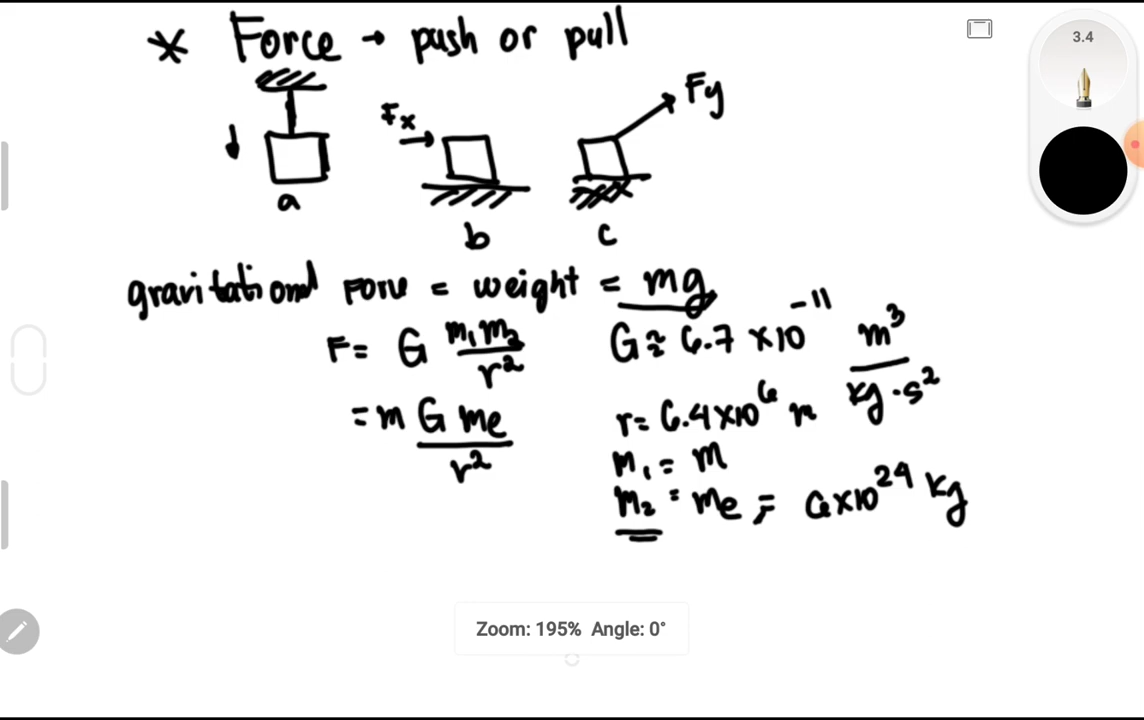 * Force → push or pull
Fx
Fy
a
b
c
gravitational Force = weight = mg
F = G m₁m₂ / r²
G ≈ 6.7 × 10⁻¹¹ m³ / kg·s²
= m G me / r²
r = 6.4 × 10⁶ m
m₁ = m
m₂ = me = 6 × 10²⁴ kg
3.4
Zoom: 195% Angle: 0°